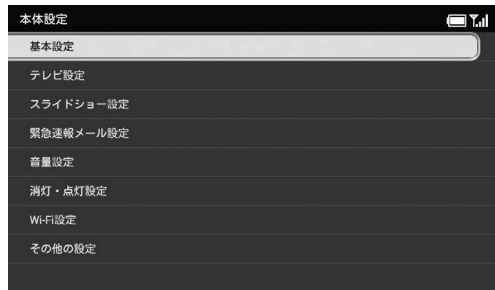 本体設定
基本設定
テレビ設定
スライドショー設定
緊急速報メール設定
音量設定
消灯・点灯設定
Wi-Fi設定
その他の設定